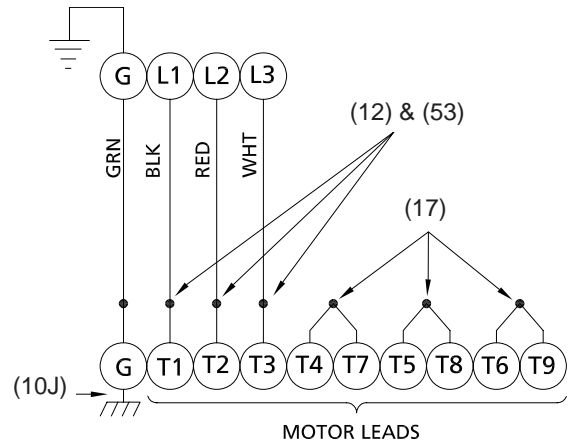 G L1 L2 L3
GRN BLK RED WHT
(12) & (53)
(17)
G T1 T2 T3 T4 T7 T5 T8 T6 T9
(10J)
MOTOR LEADS